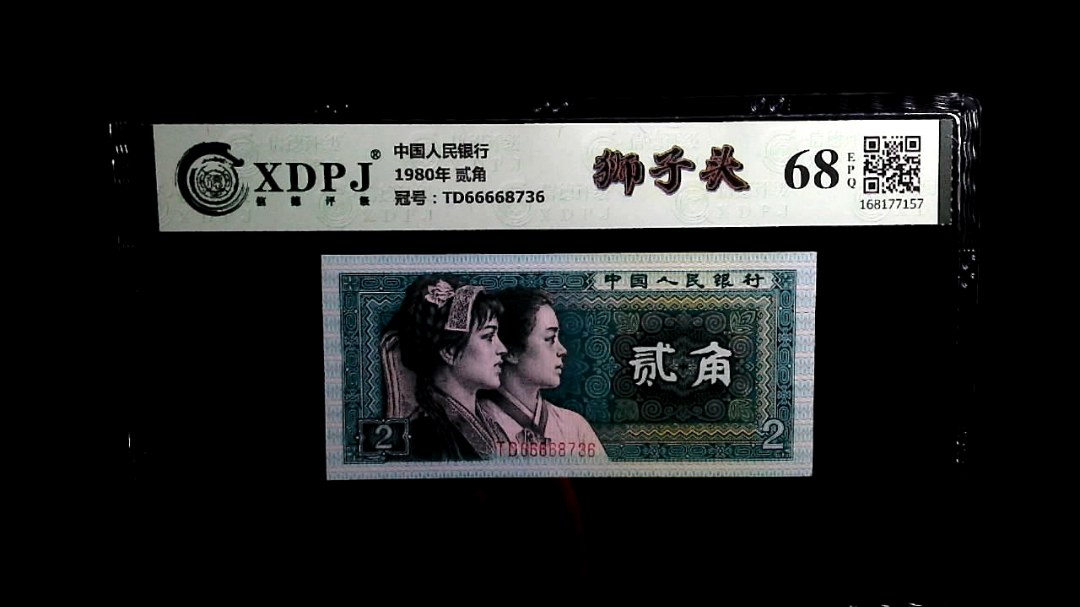 XDPJ®
信德评级
中国人民银行
1980年 贰角
冠号：TD66668736
狮子头
68
EPQ
168177157
中国人民银行
贰角
2
2
TD66668736